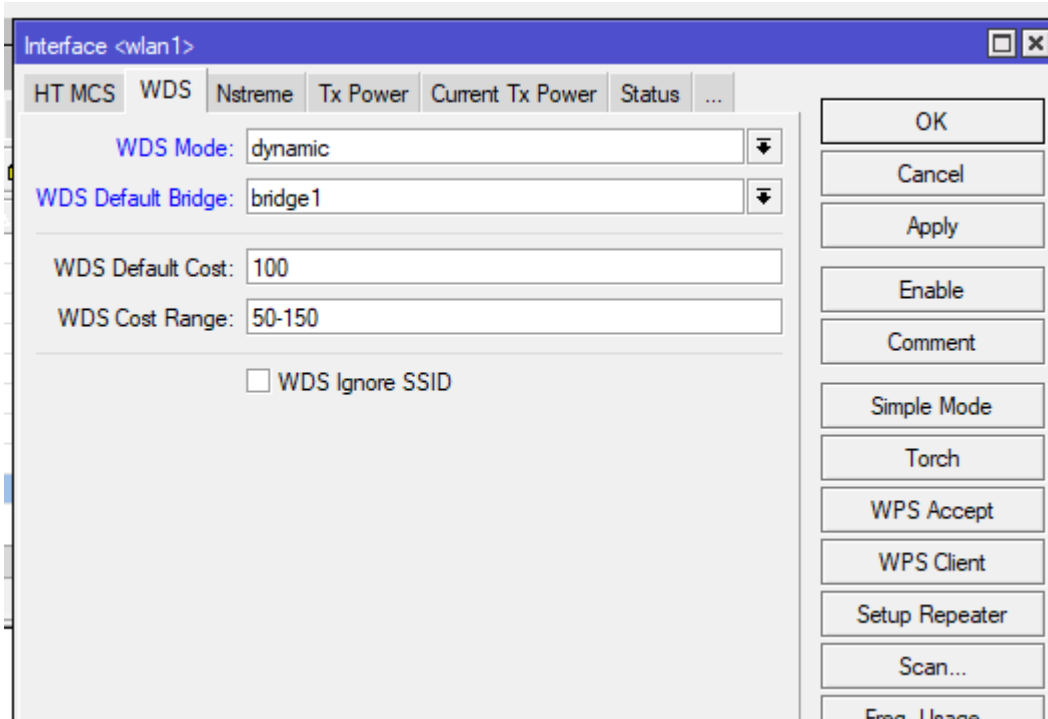 Interface <wlan1>
HT MCS WDS Nstreme Tx Power Current Tx Power Status ...
WDS Mode: dynamic
WDS Default Bridge: bridge1
WDS Default Cost: 100
WDS Cost Range: 50-150
WDS Ignore SSID
OK
Cancel
Apply
Enable
Comment
Simple Mode
Torch
WPS Accept
WPS Client
Setup Repeater
Scan...
Freq. Usage